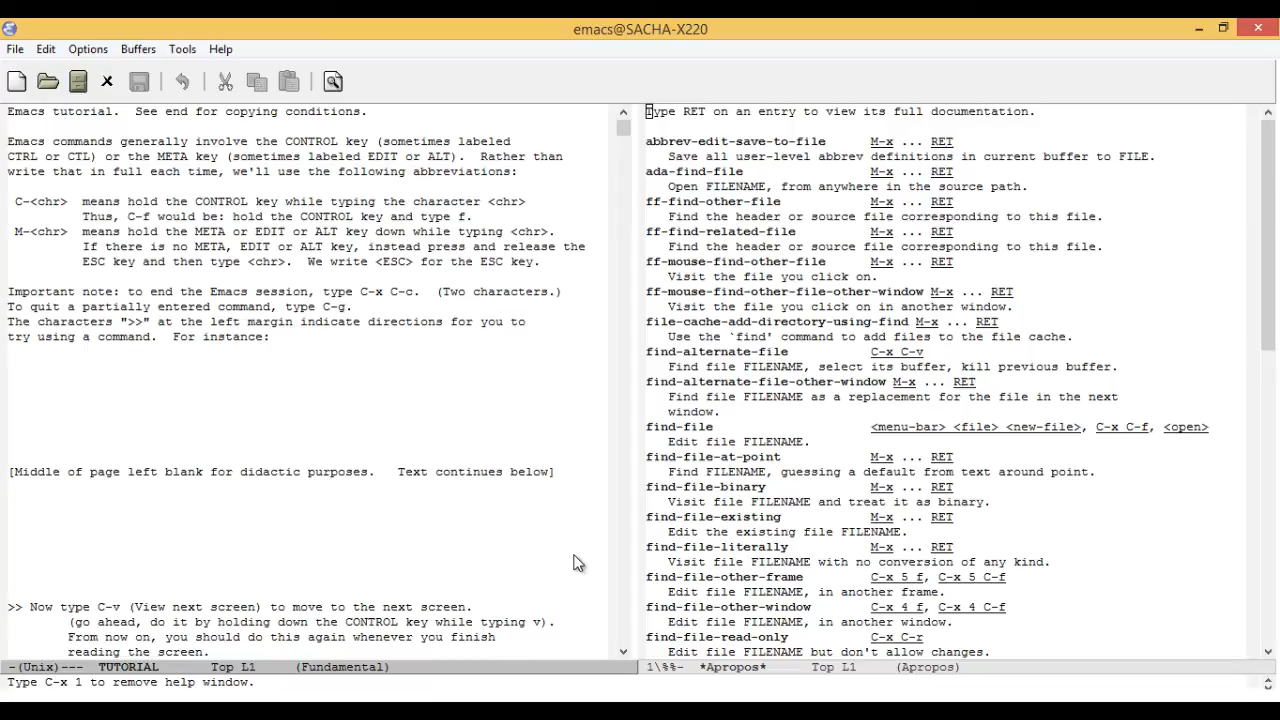 emacs@SACHA-X220
File Edit Options Buffers Tools Help
Emacs tutorial.  See end for copying conditions.
Emacs commands generally involve the CONTROL key (sometimes labeled
CTRL or CTL) or the META key (sometimes labeled EDIT or ALT).  Rather than
write that in full each time, we'll use the following abbreviations:
C-<chr>  means hold the CONTROL key while typing the character <chr>
Thus, C-f would be: hold the CONTROL key and type f.
M-<chr>  means hold the META or EDIT or ALT key down while typing <chr>.
If there is no META, EDIT or ALT key, instead press and release the
ESC key and then type <chr>.  We write <ESC> for the ESC key.
Important note: to end the Emacs session, type C-x C-c.  (Two characters.)
To quit a partially entered command, type C-g.
The characters ">>" at the left margin indicate directions for you to
try using a command.  For instance:
[Middle of page left blank for didactic purposes.   Text continues below]
>> Now type C-v (View next screen) to move to the next screen.
(go ahead, do it by holding down the CONTROL key while typing v).
From now on, you should do this again whenever you finish
reading the screen.
-(Unix)---  TUTORIAL       Top L1     (Fundamental)
Type RET on an entry to view its full documentation.
abbrev-edit-save-to-file      M-x ... RET
Save all user-level abbrev definitions in current buffer to FILE.
ada-find-file                 M-x ... RET
Open FILENAME, from anywhere in the source path.
ff-find-other-file            M-x ... RET
Find the header or source file corresponding to this file.
ff-find-related-file          M-x ... RET
Find the header or source file corresponding to this file.
ff-mouse-find-other-file      M-x ... RET
Visit the file you click on.
ff-mouse-find-other-file-other-window M-x ... RET
Visit the file you click on in another window.
file-cache-add-directory-using-find M-x ... RET
Use the `find' command to add files to the file cache.
find-alternate-file           C-x C-v
Find file FILENAME, select its buffer, kill previous buffer.
find-alternate-file-other-window M-x ... RET
Find file FILENAME as a replacement for the file in the next
window.
find-file                     <menu-bar> <file> <new-file>, C-x C-f, <open>
Edit file FILENAME.
find-file-at-point            M-x ... RET
Find FILENAME, guessing a default from text around point.
find-file-binary              M-x ... RET
Visit file FILENAME and treat it as binary.
find-file-existing            M-x ... RET
Edit the existing file FILENAME.
find-file-literally           M-x ... RET
Visit file FILENAME with no conversion of any kind.
find-file-other-frame         C-x 5 f, C-x 5 C-f
Edit file FILENAME, in another frame.
find-file-other-window        C-x 4 f, C-x 4 C-f
Edit file FILENAME, in another window.
find-file-read-only           C-x C-r
Edit file FILENAME but don't allow changes.
1\%%-  *Apropos*      Top L1     (Apropos)
Type C-x 1 to remove help window.